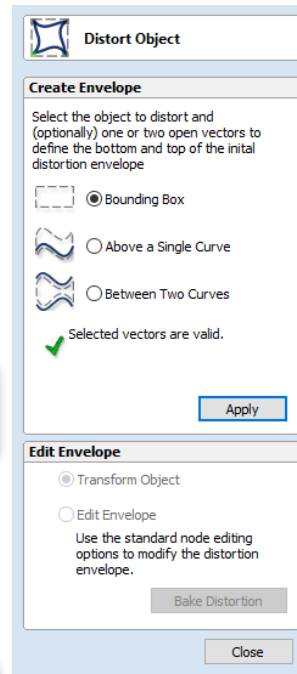 Distort Object
Create Envelope
Select the object to distort and
(optionally) one or two open vectors to
define the bottom and top of the inital
distortion envelope
Bounding Box
Above a Single Curve
Between Two Curves
Selected vectors are valid.
Apply
Edit Envelope
Transform Object
Edit Envelope
Use the standard node editing
options to modify the distortion
envelope.
Bake Distortion
Close